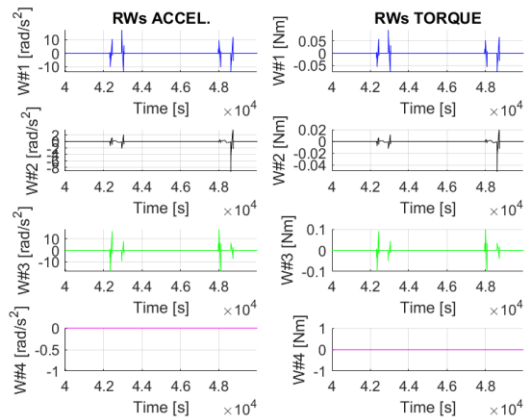 RWs ACCEL.
W#1 [rad/s²]
10
0
-10
4 4.2 4.4 4.6 4.8
Time [s] ×10⁴
W#2 [rad/s²]
2
0
-2
-4
-6
-8
4 4.2 4.4 4.6 4.8
Time [s] ×10⁴
W#3 [rad/s²]
10
0
-10
4 4.2 4.4 4.6 4.8
Time [s] ×10⁴
W#4 [rad/s²]
0
-0.5
-1
4 4.2 4.4 4.6 4.8
Time [s] ×10⁴
RWs TORQUE
W#1 [Nm]
0.05
0
-0.05
4 4.2 4.4 4.6 4.8
Time [s] ×10⁴
W#2 [Nm]
0.02
0
-0.02
-0.04
4 4.2 4.4 4.6 4.8
Time [s] ×10⁴
W#3 [Nm]
0.1
0
-0.1
4 4.2 4.4 4.6 4.8
Time [s] ×10⁴
W#4 [Nm]
1
0
-1
4 4.2 4.4 4.6 4.8
Time [s] ×10⁴